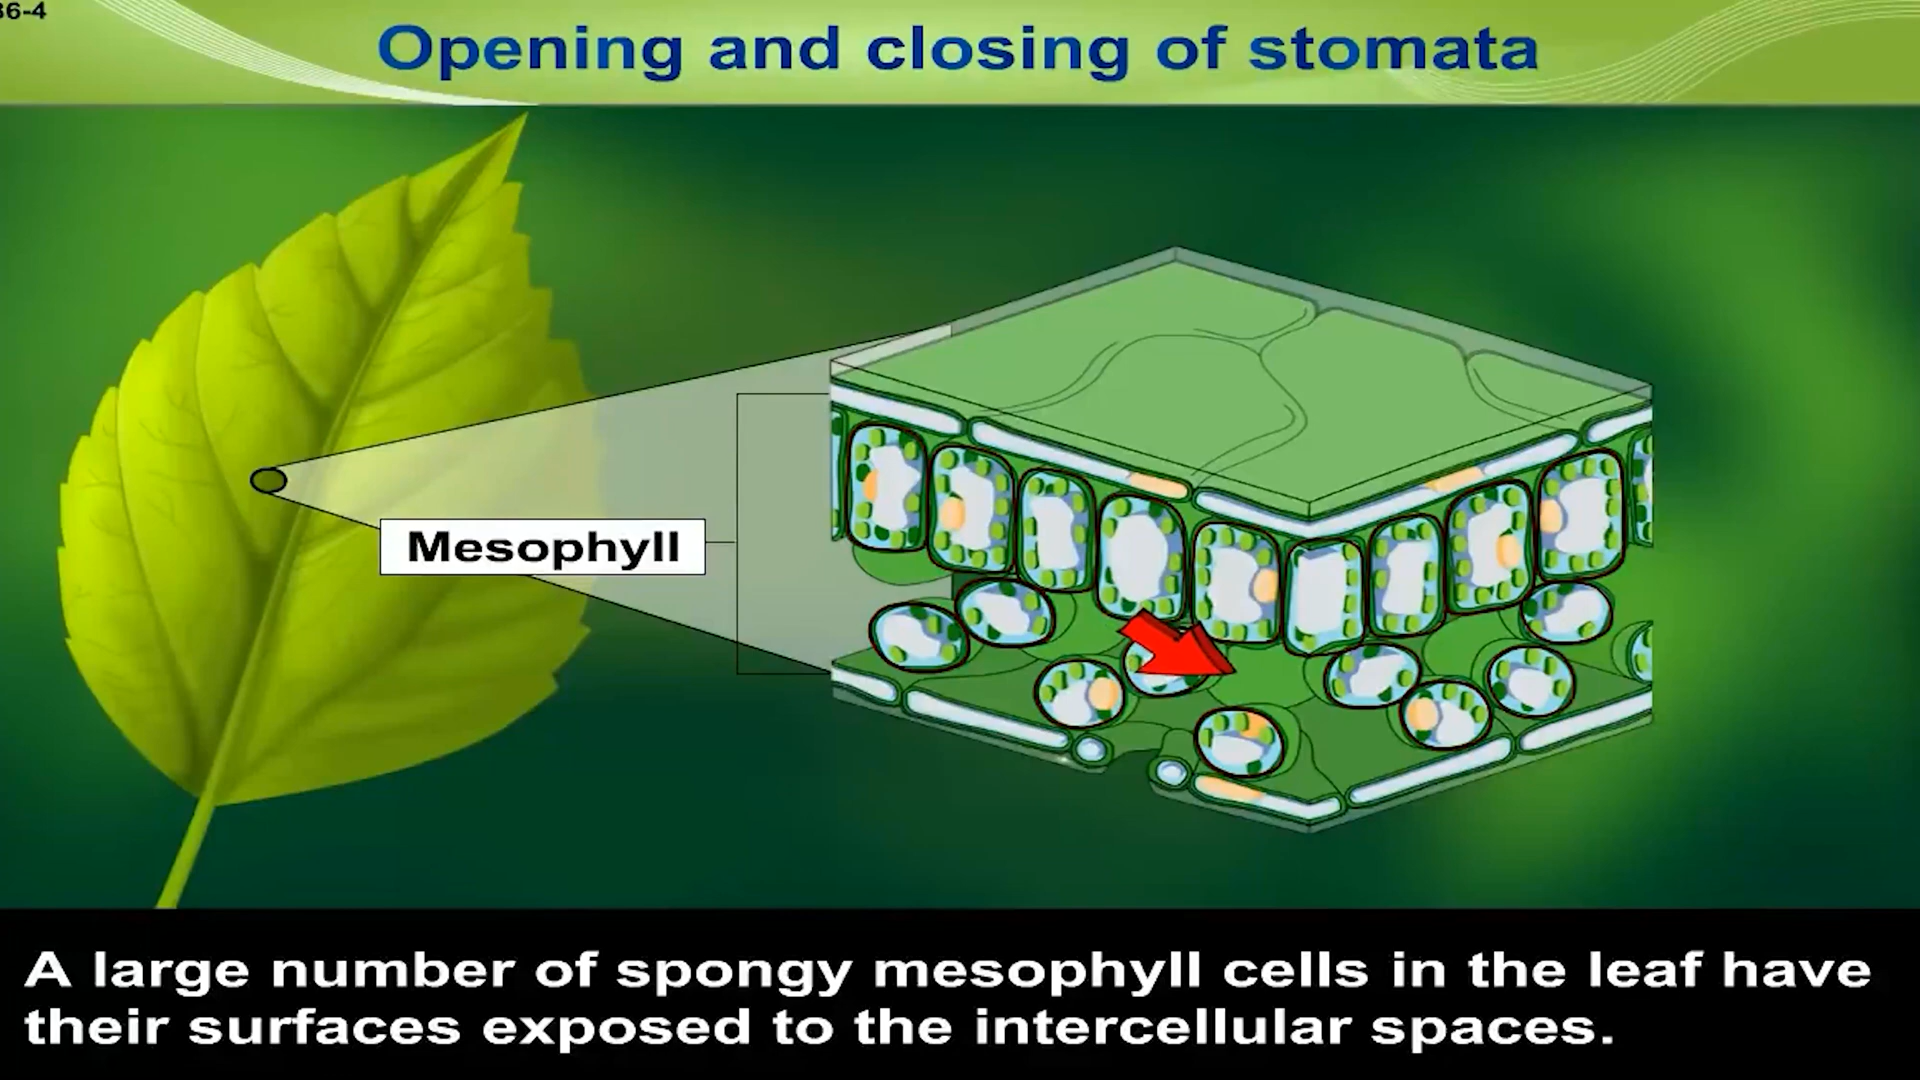 36-4
Opening and closing of stomata
Mesophyll
A large number of spongy mesophyll cells in the leaf have
their surfaces exposed to the intercellular spaces.